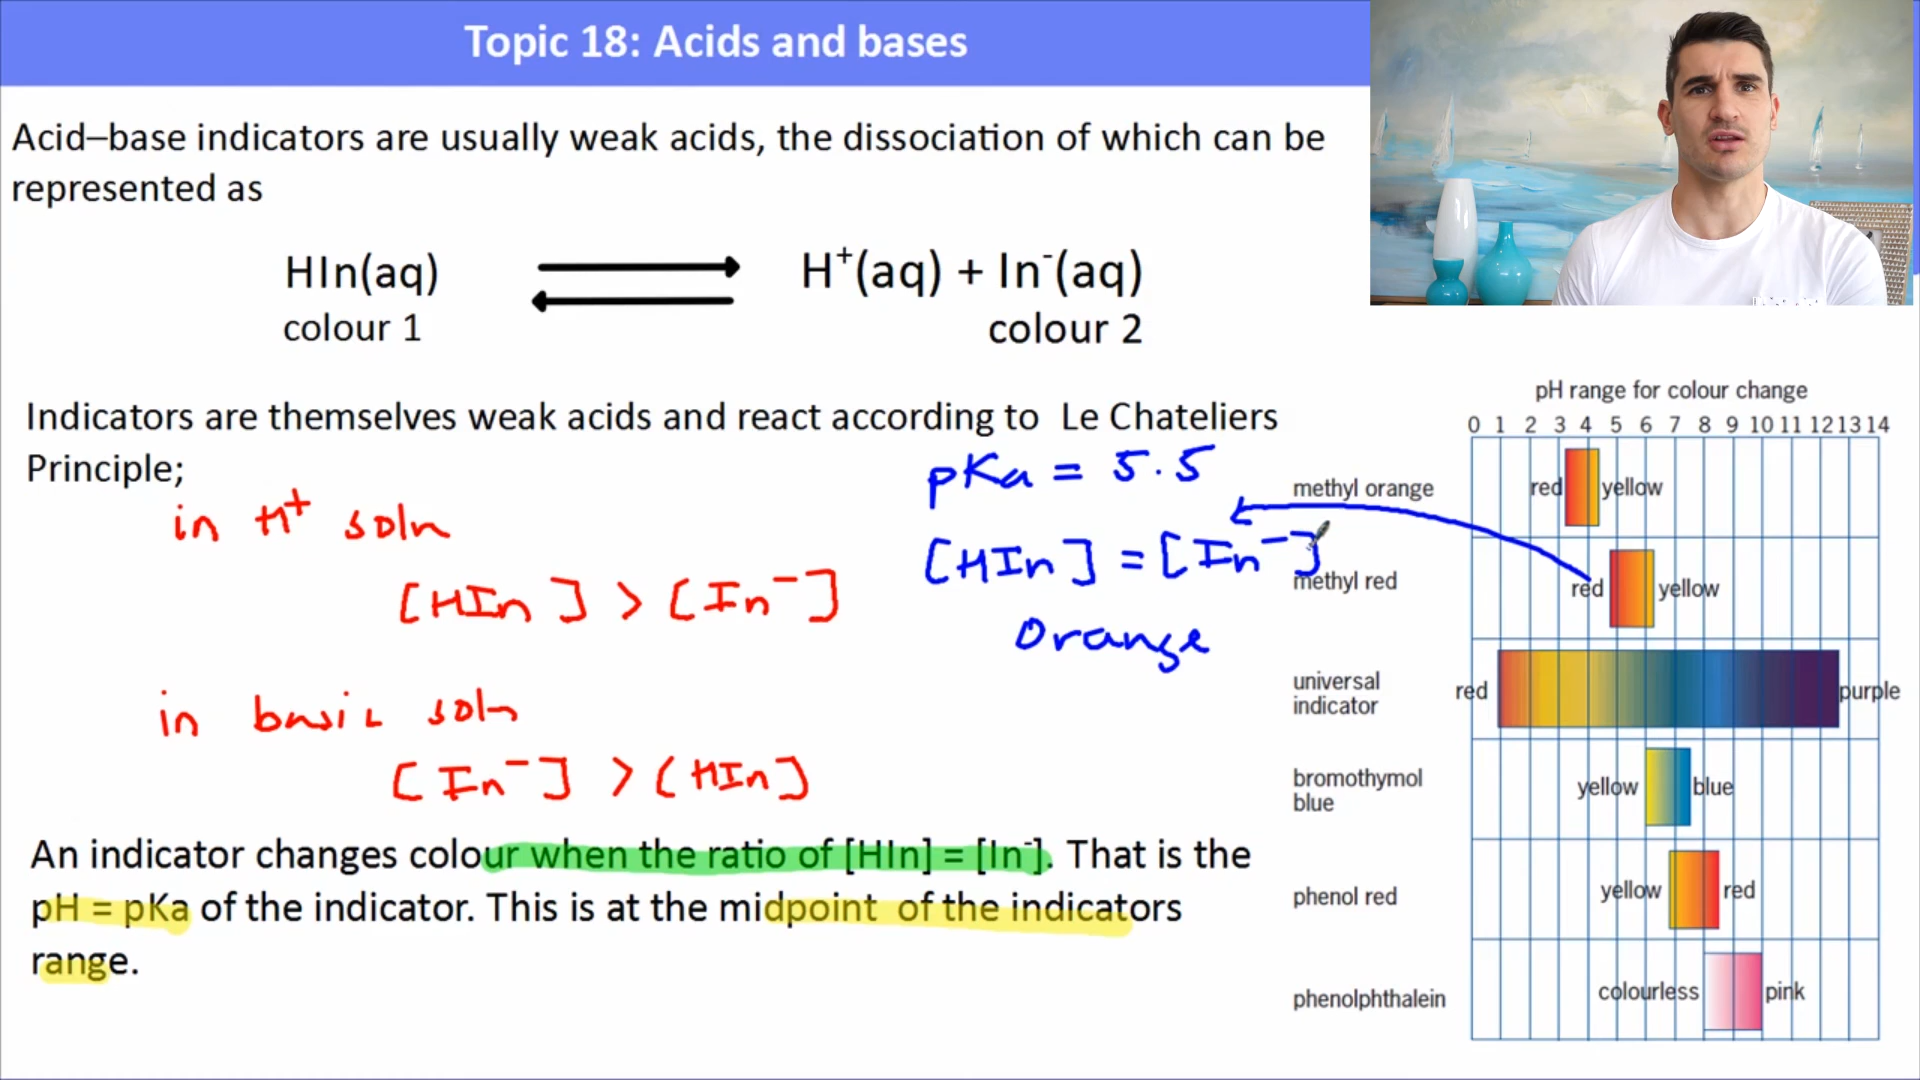 Topic 18: Acids and bases
Acid–base indicators are usually weak acids, the dissociation of which can be
represented as
HIn(aq) ⇌ H⁺(aq) + In⁻(aq)
colour 1 colour 2
Indicators are themselves weak acids and react according to Le Chateliers
Principle;
in H⁺ soln
[HIn] > [In⁻]
in basic soln
[In⁻] > [HIn]
pKa = 5.5
[HIn] = [In⁻]
Orange
An indicator changes colour when the ratio of [HIn] = [In⁻]. That is the
pH = pKa of the indicator. This is at the midpoint of the indicators
range.
pH range for colour change
0 1 2 3 4 5 6 7 8 9 10 11 12 13 14
methyl orange red yellow
methyl red red yellow
universal
indicator
red purple
bromothymol
blue
yellow blue
phenol red yellow red
phenolphthalein colourless pink